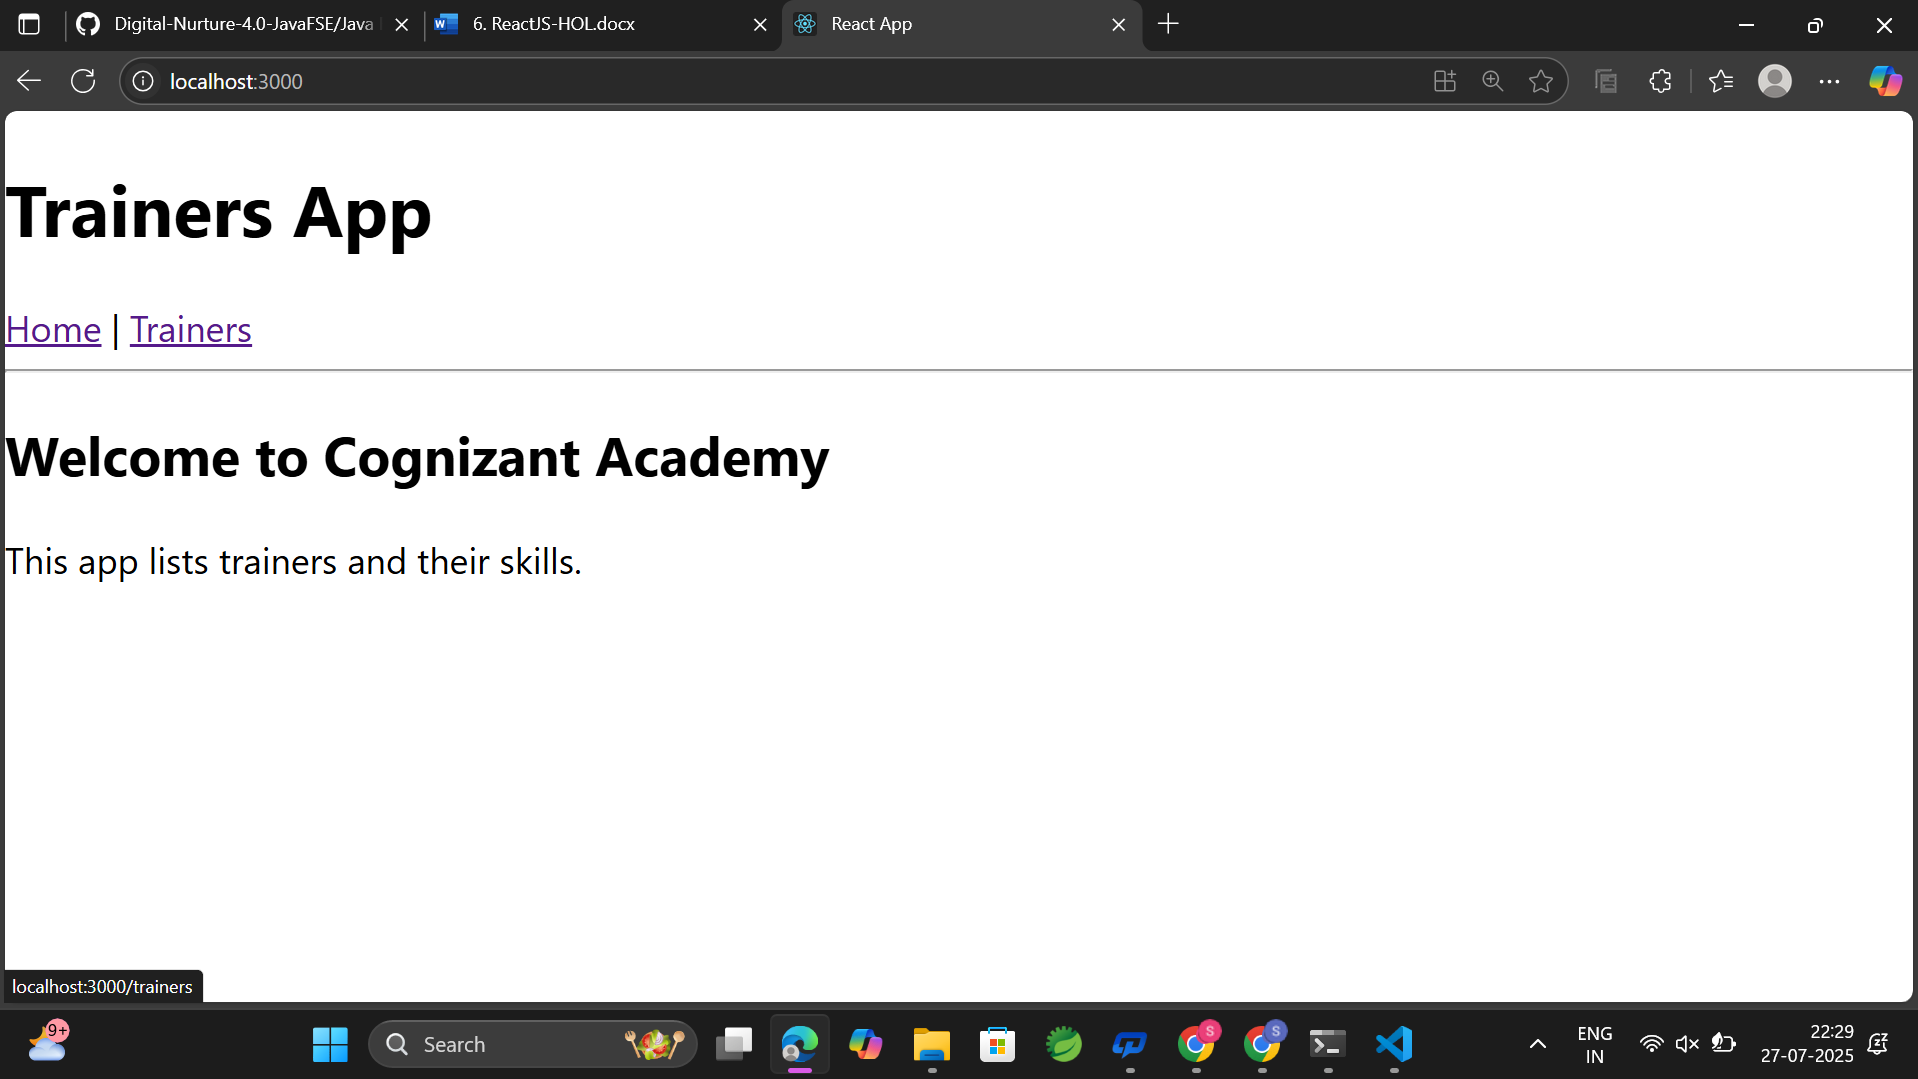 Digital-Nurture-4.0-JavaFSE/Java
6. ReactJS-HOL.docx
React App
localhost:3000
Trainers App
Home | Trainers
Welcome to Cognizant Academy
This app lists trainers and their skills.
localhost:3000/trainers
9+
Search
S
S
ENG
IN
22:29
27-07-2025